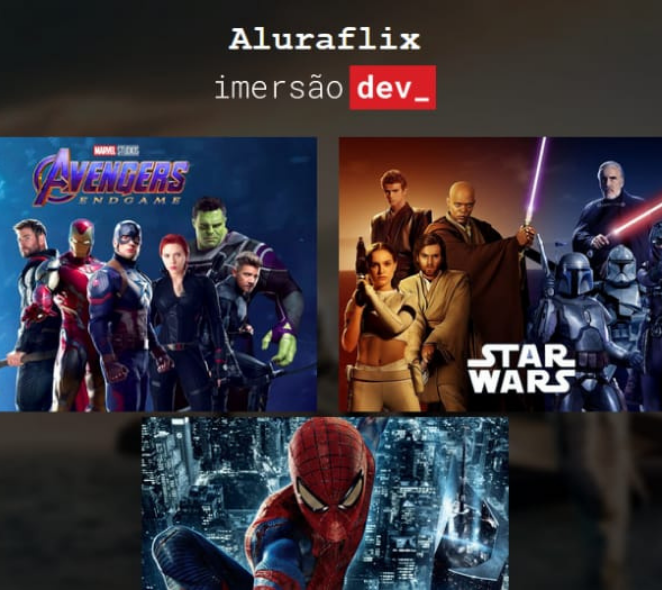 Aluraflix
imersão dev_
MARVEL STUDIOS
AVENGERS
ENDGAME
STAR
WARS